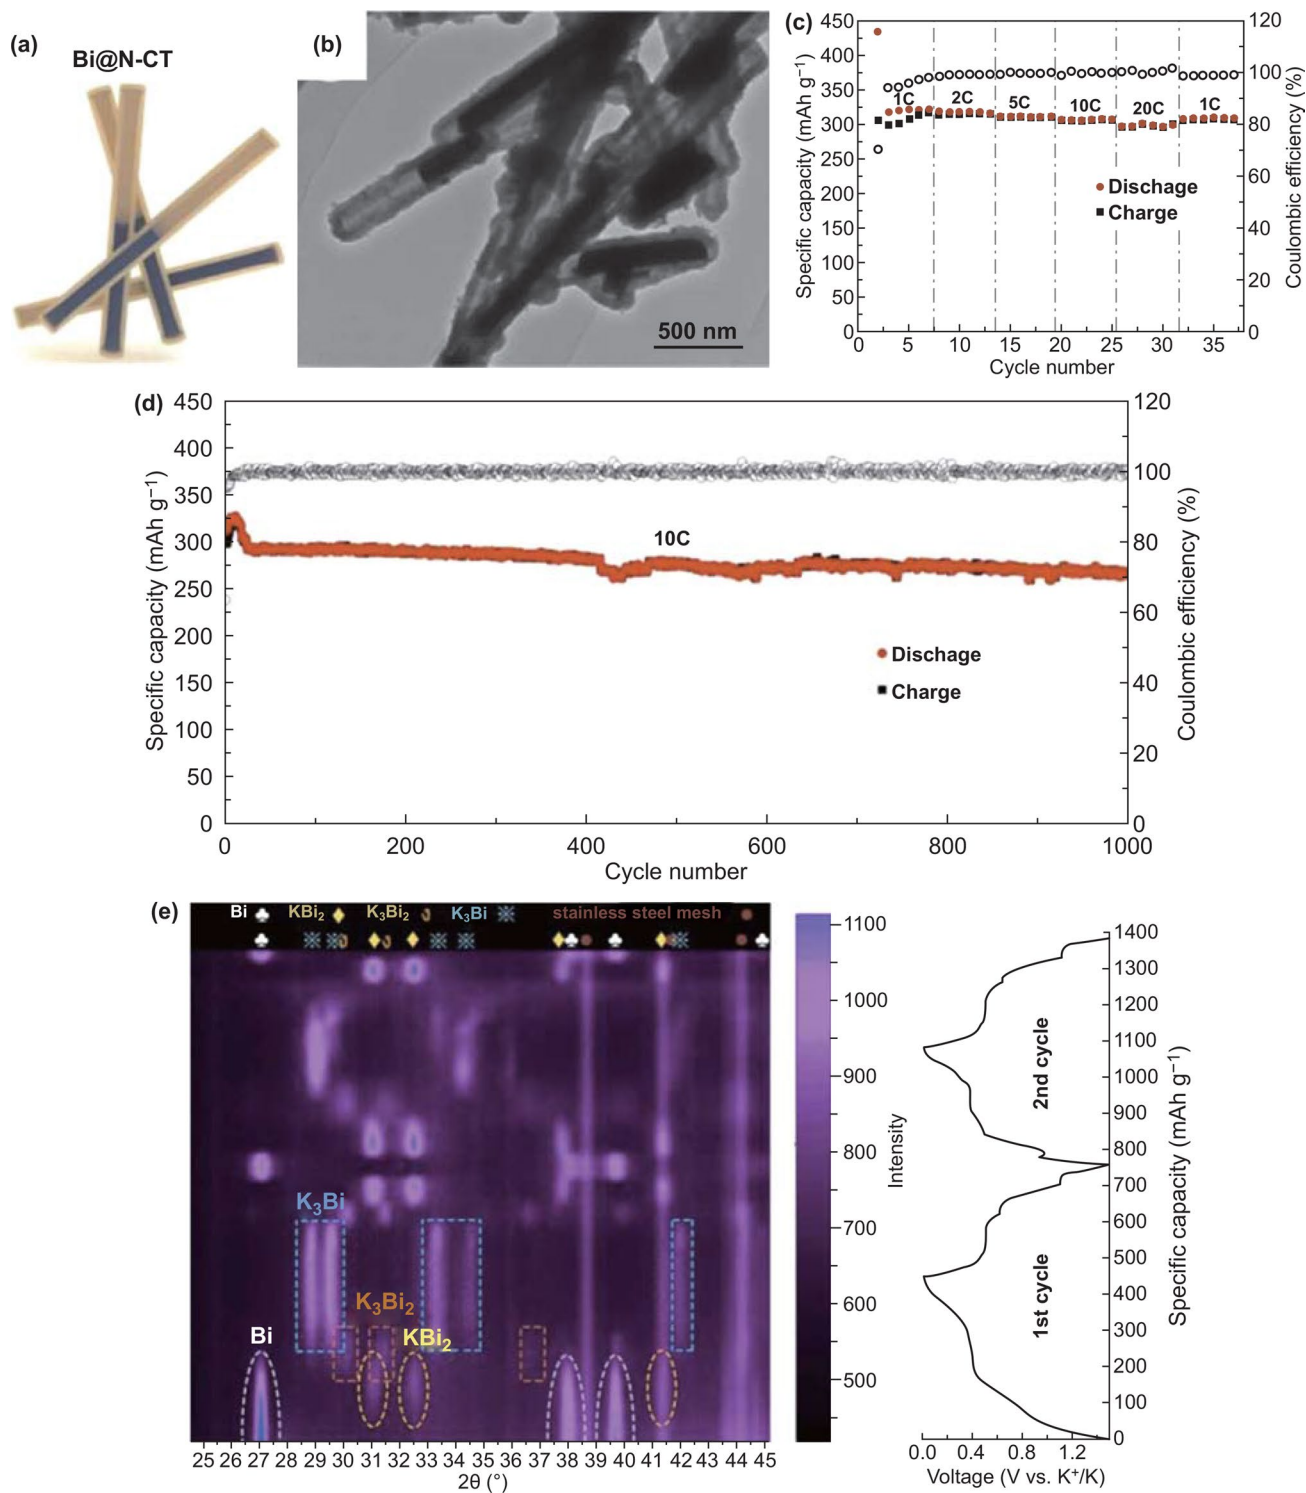 (a)
Bi@N-CT
(b)
500 nm
(c)
450
400
350
300
250
200
150
100
50
0
Specific capacity (mAh g⁻¹)
1C 2C 5C 10C 20C 1C
Dischage
Charge
120
100
80
60
40
20
0
Coulombic efficiency (%)
0 5 10 15 20 25 30 35
Cycle number
(d)
450
400
350
300
250
200
150
100
50
0
Specific capacity (mAh g⁻¹)
10C
Dischage
Charge
120
100
80
60
40
20
0
Coulombic efficiency (%)
0 200 400 600 800 1000
Cycle number
(e)
Bi KBi₂ K₃Bi₂ K₃Bi stainless steel mesh
K₃Bi
K₃Bi₂
Bi
KBi₂
25 26 27 28 29 30 31 32 33 34 35 36 37 38 39 40 41 42 43 44 45
2θ (°)
1100
1000
900
800
700
600
500
Intensity
2nd cycle
1st cycle
1400
1300
1200
1100
1000
900
800
700
600
500
400
300
200
100
0
Specific capacity (mAh g⁻¹)
0.0 0.4 0.8 1.2
Voltage (V vs. K⁺/K)